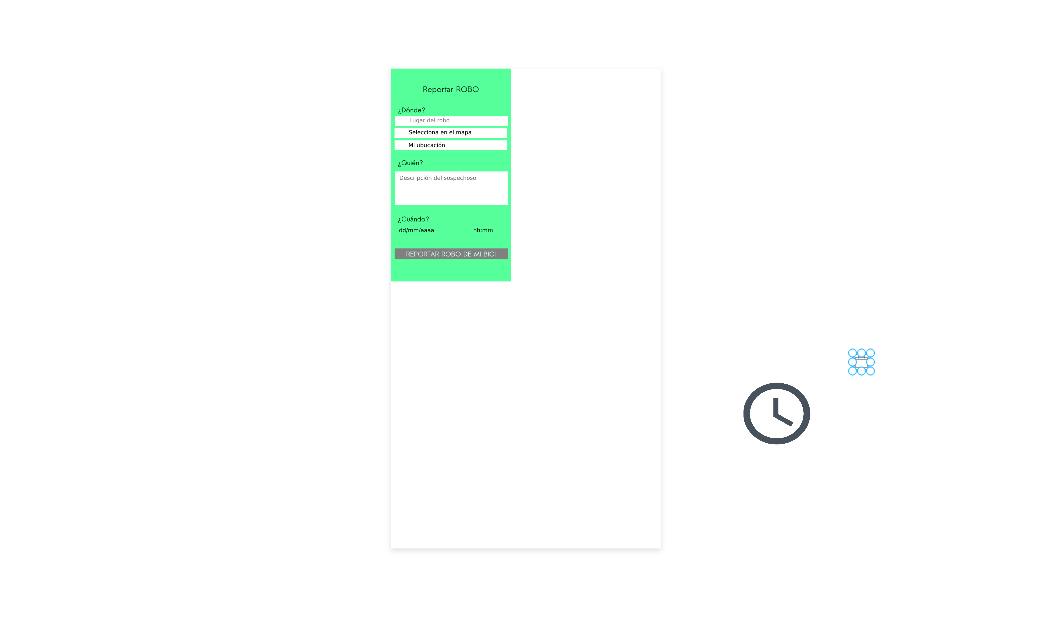 Reportar ROBO
¿Dónde?
Lugar del robo
Selecciona en el mapa
Mi ubucación
¿Quién?
Descripción del sospechoso
¿Cuándo?
dd/mm/aaaa hh:mm
REPORTAR ROBO DE MI BICI